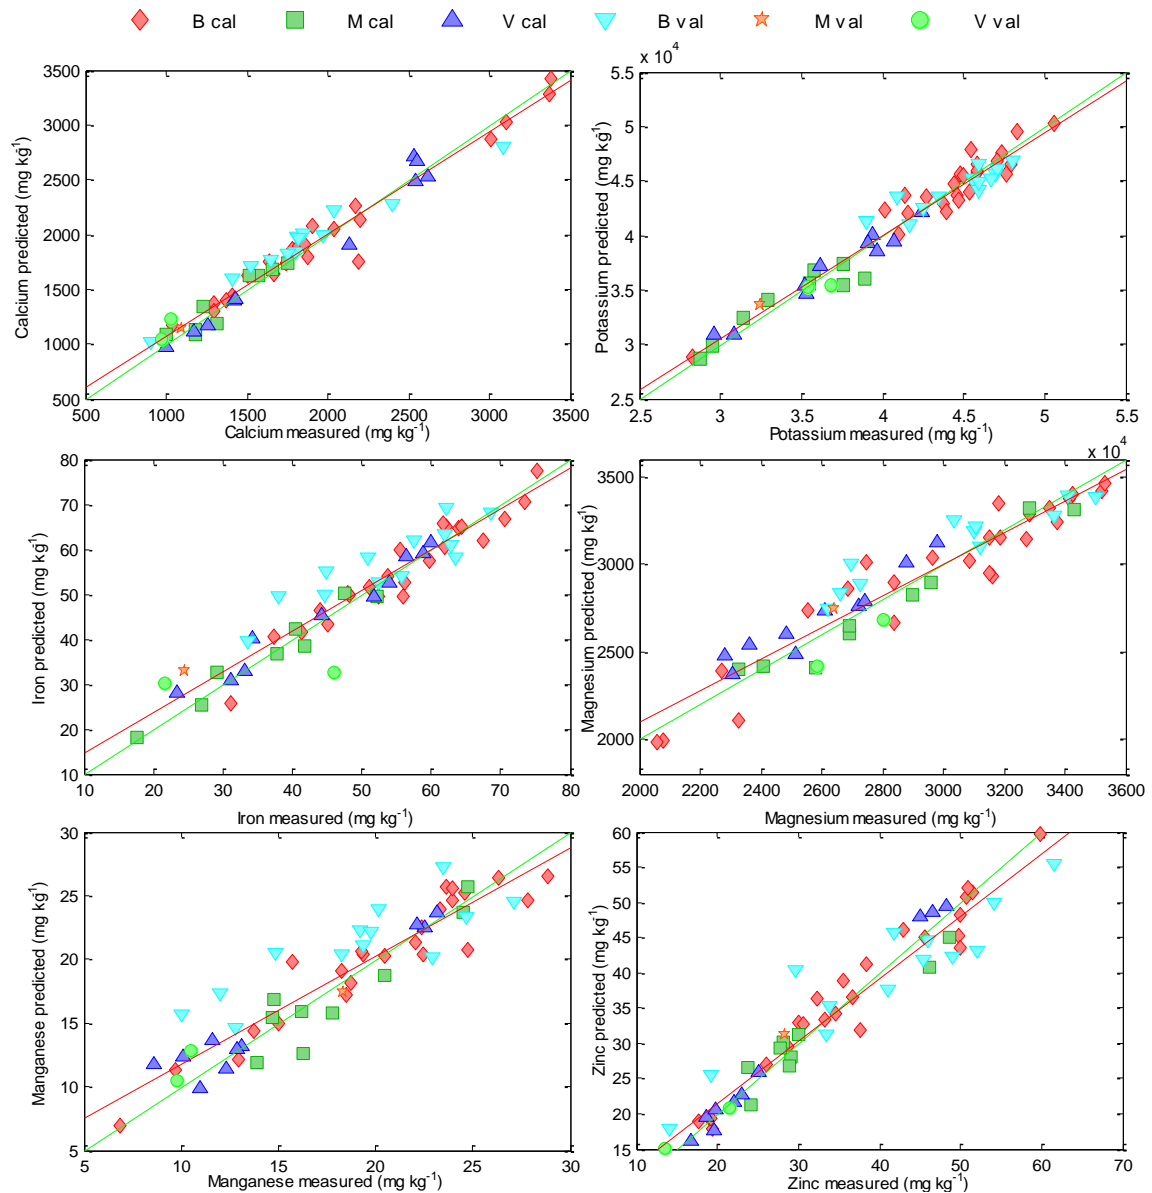 B cal M cal V cal B val M val V val
x 10⁴
3500 3000 2500 2000 1500 1000 500
Calcium predicted (mg kg⁻¹)
500 1000 1500 2000 2500 3000 3500
Calcium measured (mg kg⁻¹)
5.5 5 4.5 4 3.5 3 2.5
Potassium predicted (mg kg⁻¹)
2.5 3 3.5 4 4.5 5 5.5
Potassium measured (mg kg⁻¹)
x 10⁴
80 70 60 50 40 30 20 10
Iron predicted (mg kg⁻¹)
10 20 30 40 50 60 70 80
Iron measured (mg kg⁻¹)
3500 3000 2500 2000
Magnesium predicted (mg kg⁻¹)
2000 2200 2400 2600 2800 3000 3200 3400 3600
Magnesium measured (mg kg⁻¹)
30 25 20 15 10 5
Manganese predicted (mg kg⁻¹)
5 10 15 20 25 30
Manganese measured (mg kg⁻¹)
60 55 50 45 40 35 30 25 20 15
Zinc predicted (mg kg⁻¹)
10 20 30 40 50 60 70
Zinc measured (mg kg⁻¹)